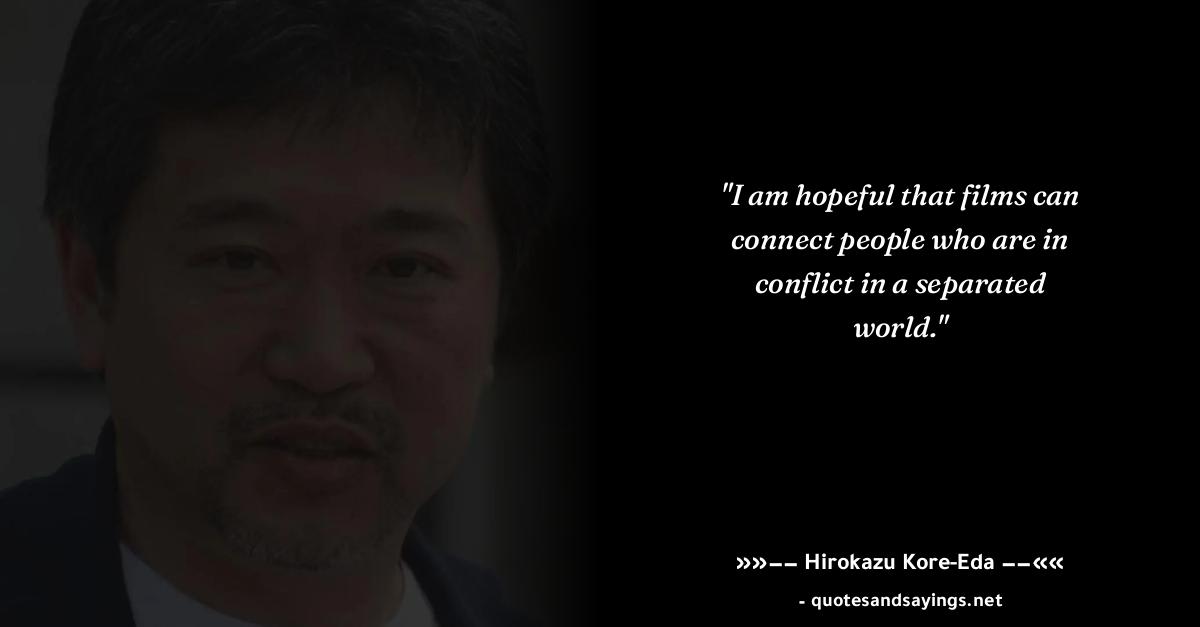 "I am hopeful that films can
connect people who are in
conflict in a separated
world."
»»−− Hirokazu Kore-Eda −−««
- quotesandsayings.net